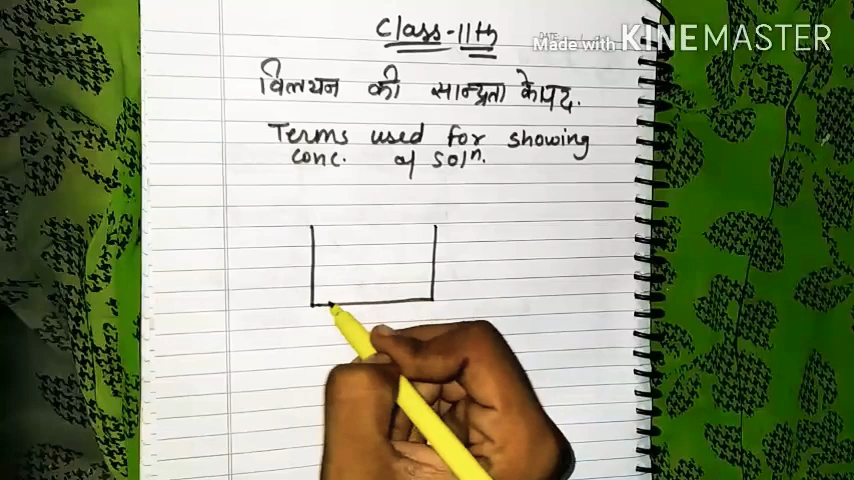 Class-11th
Made with KINEMASTER
विलयन की सान्द्रता के पद.
Terms used for showing
conc. of solⁿ.